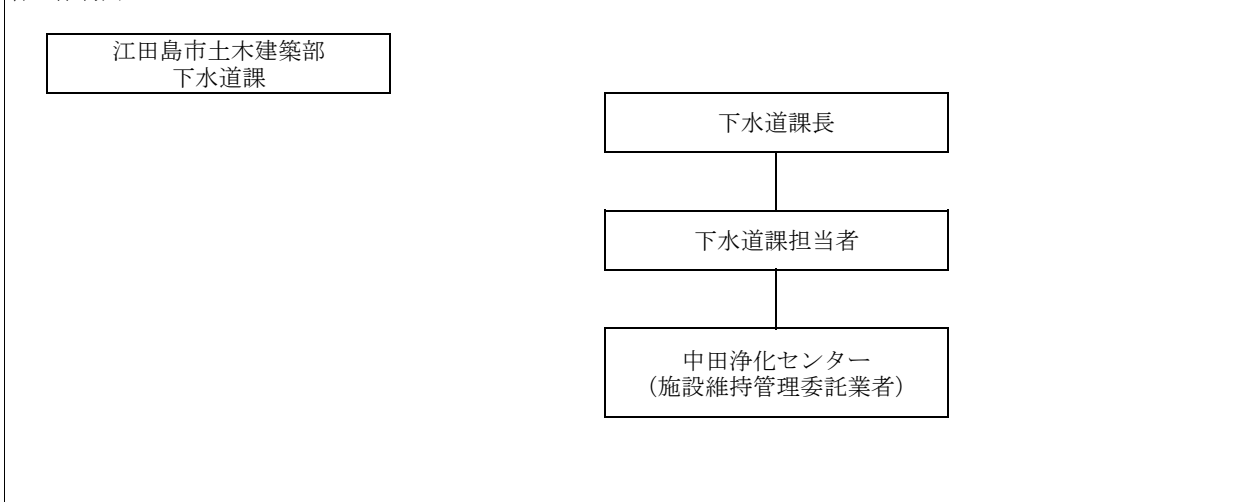 江田島市土木建築部
下水道課
下水道課長
下水道課担当者
中田浄化センター
（施設維持管理委託業者）